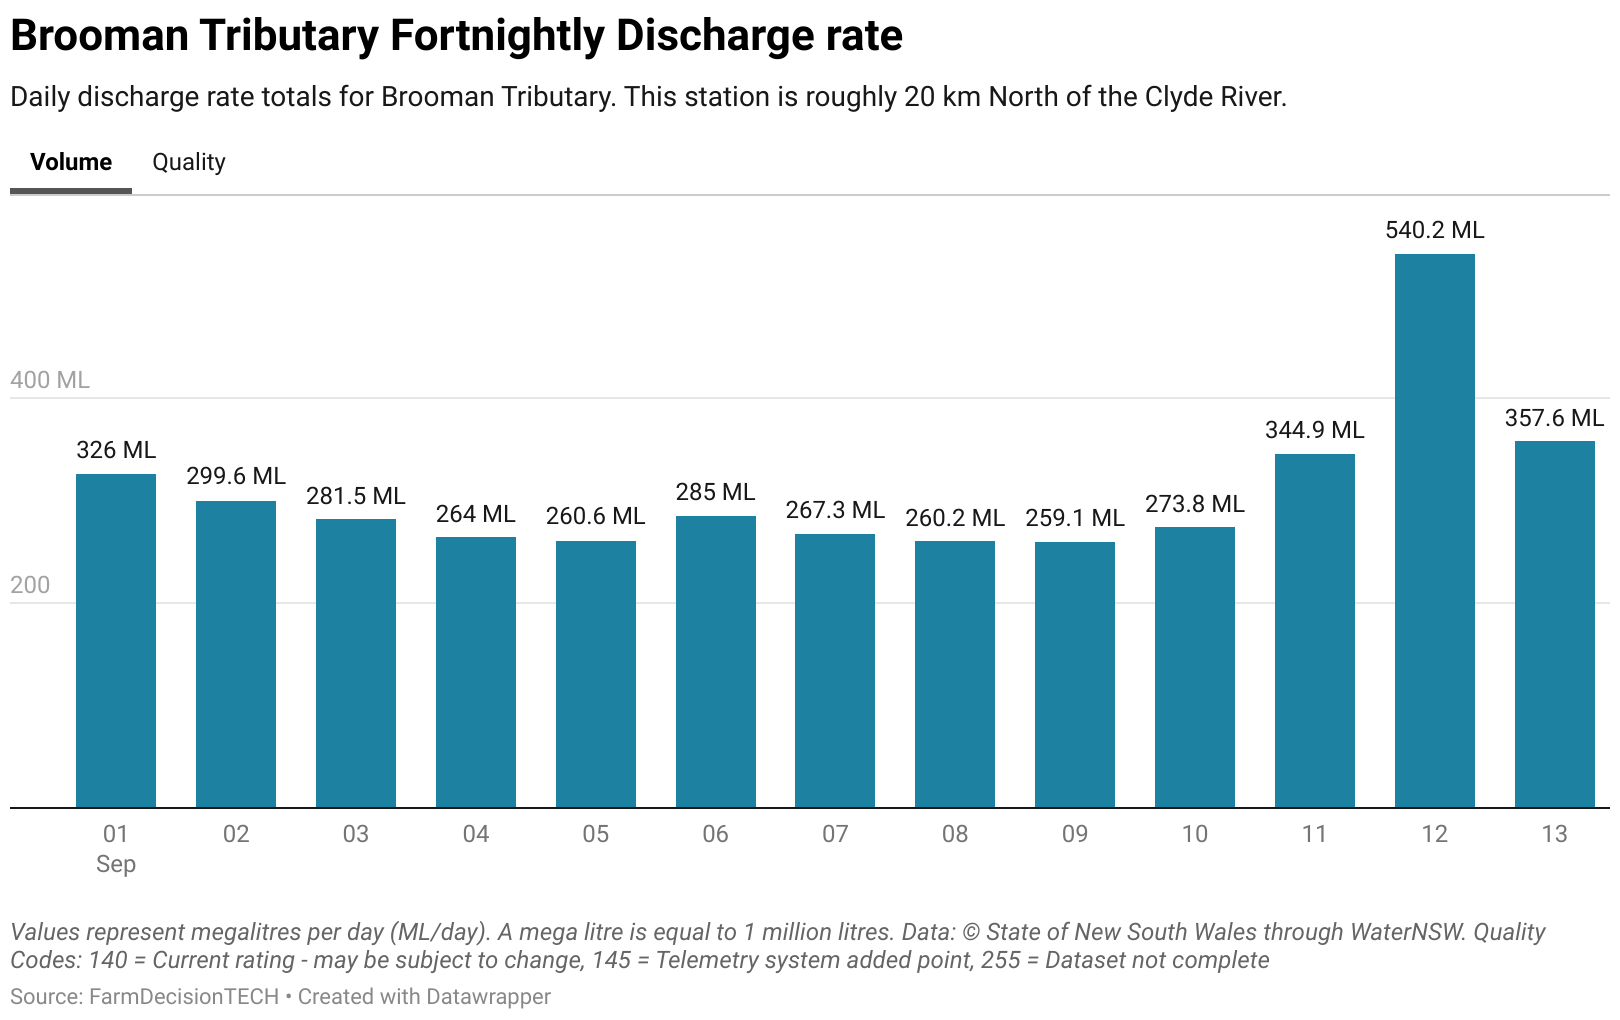 Brooman Tributary Fortnightly Discharge rate
Daily discharge rate totals for Brooman Tributary. This station is roughly 20 km North of the Clyde River.
Volume Quality
540.2 ML
400 ML
357.6 ML
344.9 ML
326 ML
299.6 ML
281.5 ML
285 ML
273.8 ML
264 ML
260.6 ML
267.3 ML
260.2 ML
259.1 ML
200
01 02 03 04 05 06 07 08 09 10 11 12 13
Sep
Values represent megalitres per day (ML/day). A mega litre is equal to 1 million litres. Data: © State of New South Wales through WaterNSW. Quality
Codes: 140 = Current rating - may be subject to change, 145 = Telemetry system added point, 255 = Dataset not complete
Source: FarmDecisionTECH • Created with Datawrapper